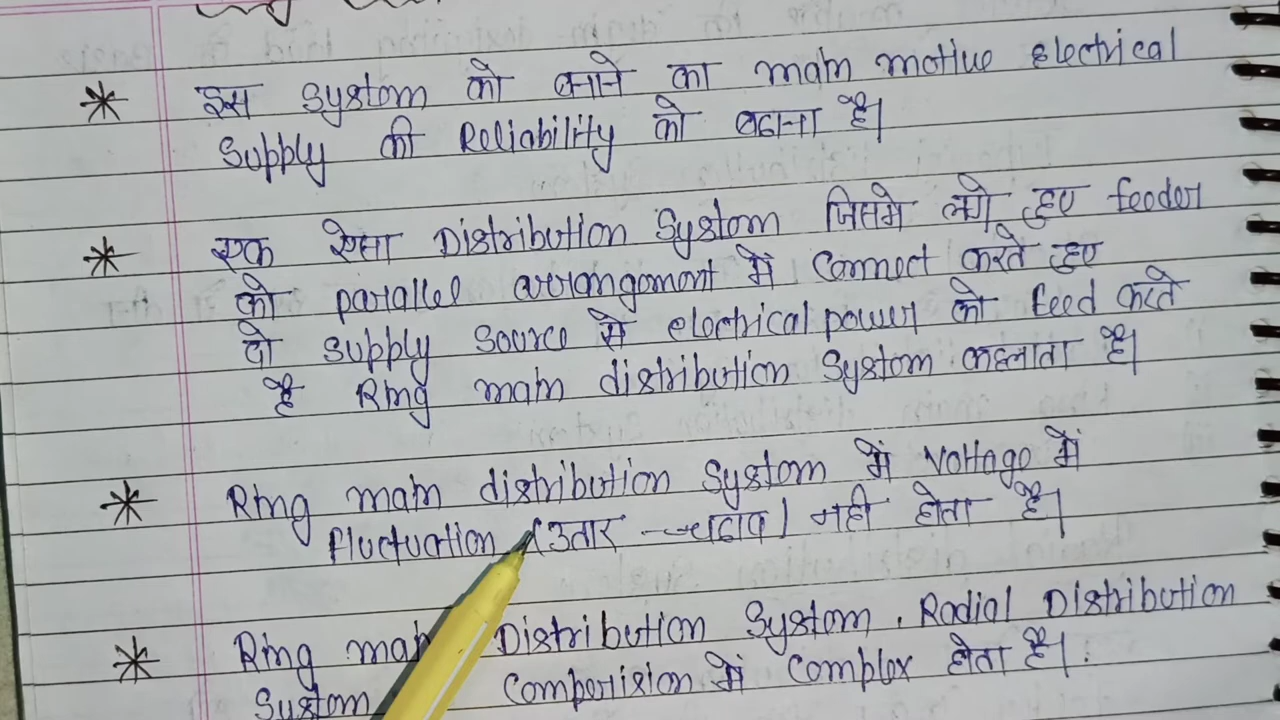 इस System को बनाने का main motive electrical
Supply की Reliability को बढाना है।
एक ऐसा Distribution System जिसमे लगे हुए feeder
को parallel arrangement में Connect करते हुए
दो Supply Source से electrical power को feed करते
है Ring main distribution System कहलाता है।
Ring main distribution System में Voltage में
fluctuation (उतार - चढाव) नही होता है।
Ring main Distribution System, Radial Distribution
System Compertision में Complex होता है।